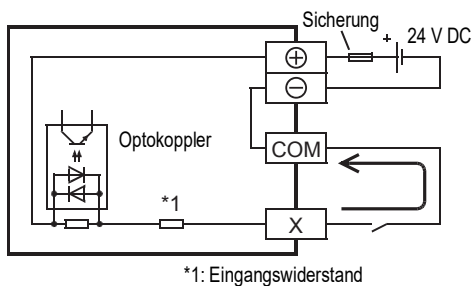 Sicherung
+ 24 V DC
+
−
Optokoppler
COM
*1
X
*1: Eingangswiderstand